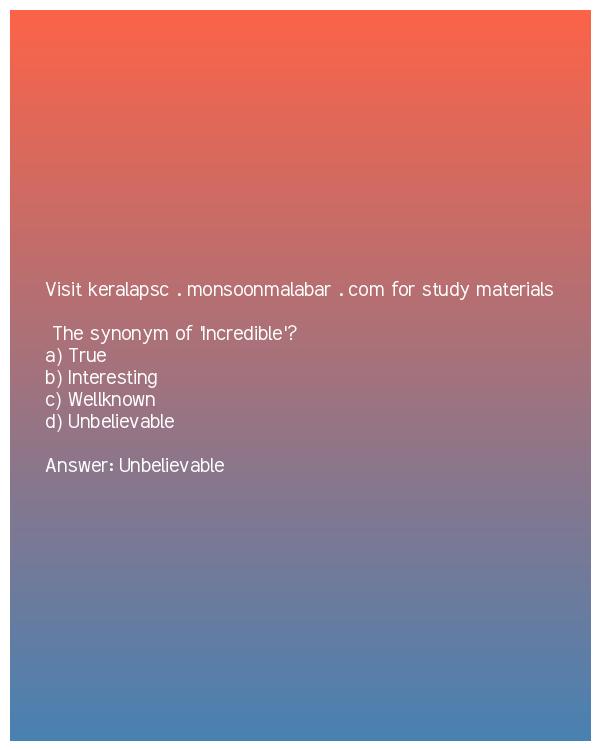 Visit keralapsc . monsoonmalabar . com for study materials
The synonym of 'Incredible'?
a) True
b) Interesting
c) Wellknown
d) Unbelievable
Answer: Unbelievable